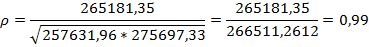 ρ = 265181,35 / √(257631,96 * 275697,33) = 265181,35 / 266511,2612 = 0,99